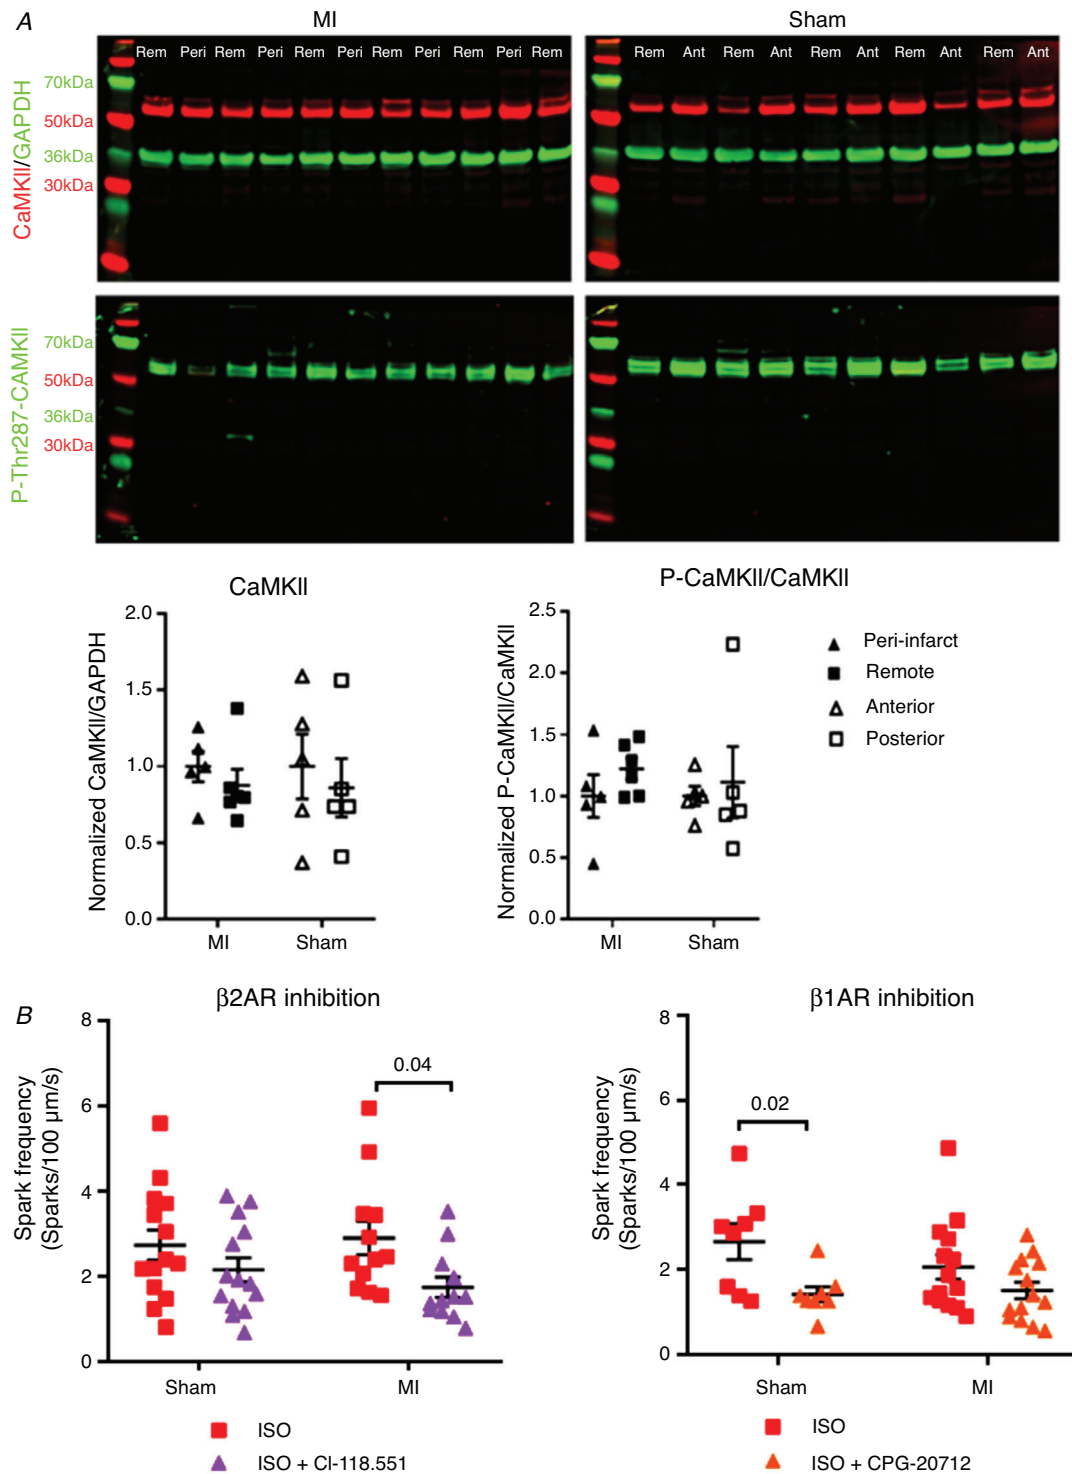 A
MI
Sham
Rem Peri Rem Peri Rem Peri Rem Peri Rem Peri Rem
Rem Ant Rem Ant Rem Ant Rem Ant Rem Ant
CaMKII/GAPDH
70kDa
50kDa
36kDa
30kDa
P-Thr287-CAMKII
70kDa
50kDa
36kDa
30kDa
CaMKII
Normalized CaMKII/GAPDH
2.0
1.5
1.0
0.5
0.0
MI
Sham
P-CaMKII/CaMKII
Normalized P-CaMKII/CaMKII
2.5
2.0
1.5
1.0
0.5
0.0
MI
Sham
Peri-infarct
Remote
Anterior
Posterior
B
β2AR inhibition
Spark frequency
(Sparks/100 μm/s)
8
6
4
2
0
0.04
Sham
MI
ISO
ISO + CI-118.551
β1AR inhibition
Spark frequency
(Sparks/100 μm/s)
8
6
4
2
0
0.02
Sham
MI
ISO
ISO + CPG-20712